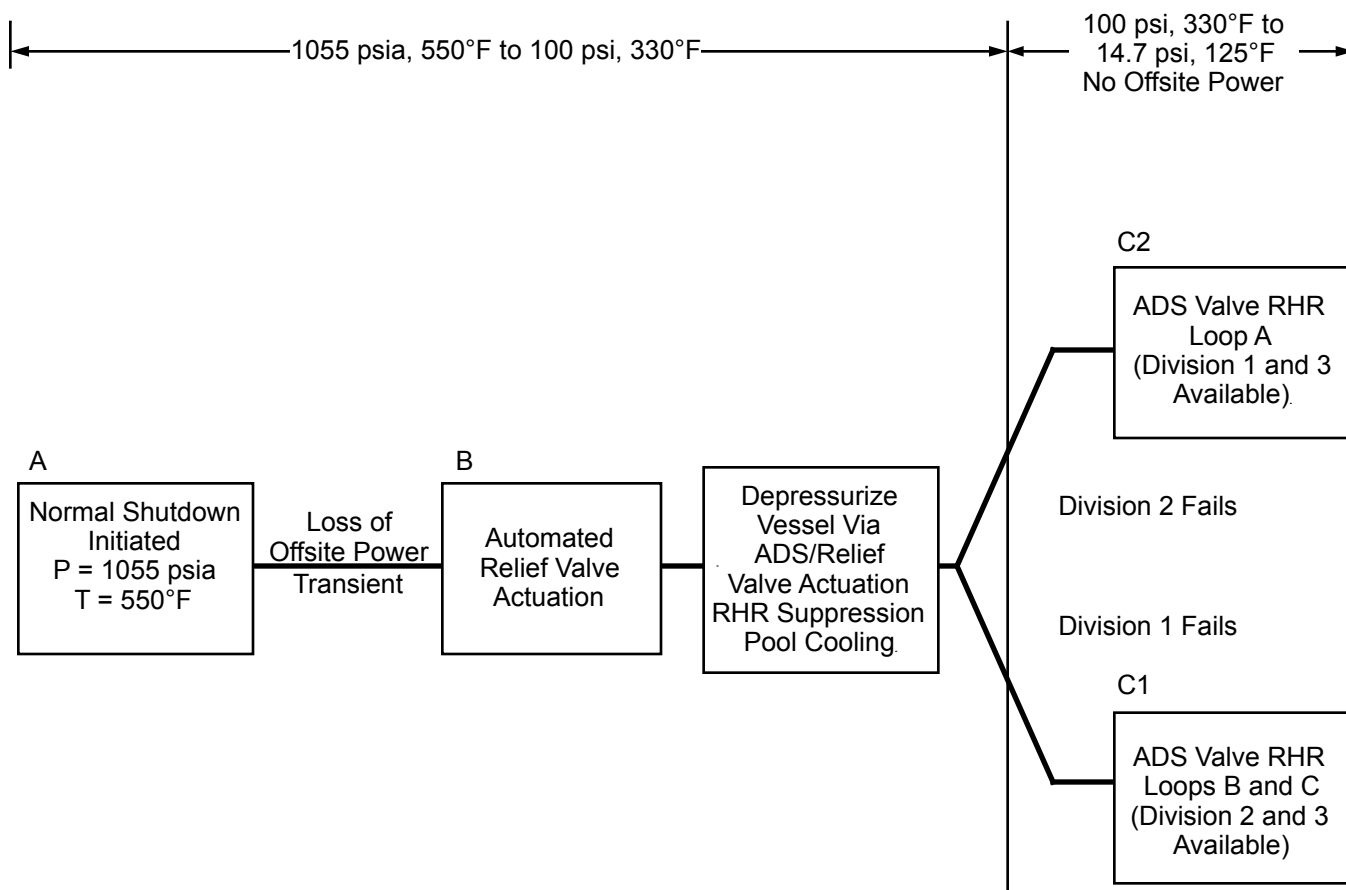 1055 psia, 550°F to 100 psi, 330°F
100 psi, 330°F to
14.7 psi, 125°F
No Offsite Power
C2
ADS Valve RHR
Loop A
(Division 1 and 3
Available).
A
Normal Shutdown
Initiated
P = 1055 psia
T = 550°F
Loss of
Offsite Power
Transient
B
Automated
Relief Valve
Actuation
Depressurize
Vessel Via
ADS/Relief
Valve Actuation
RHR Suppression
Pool Cooling.
Division 2 Fails
Division 1 Fails
C1
ADS Valve RHR
Loops B and C
(Division 2 and 3
Available)